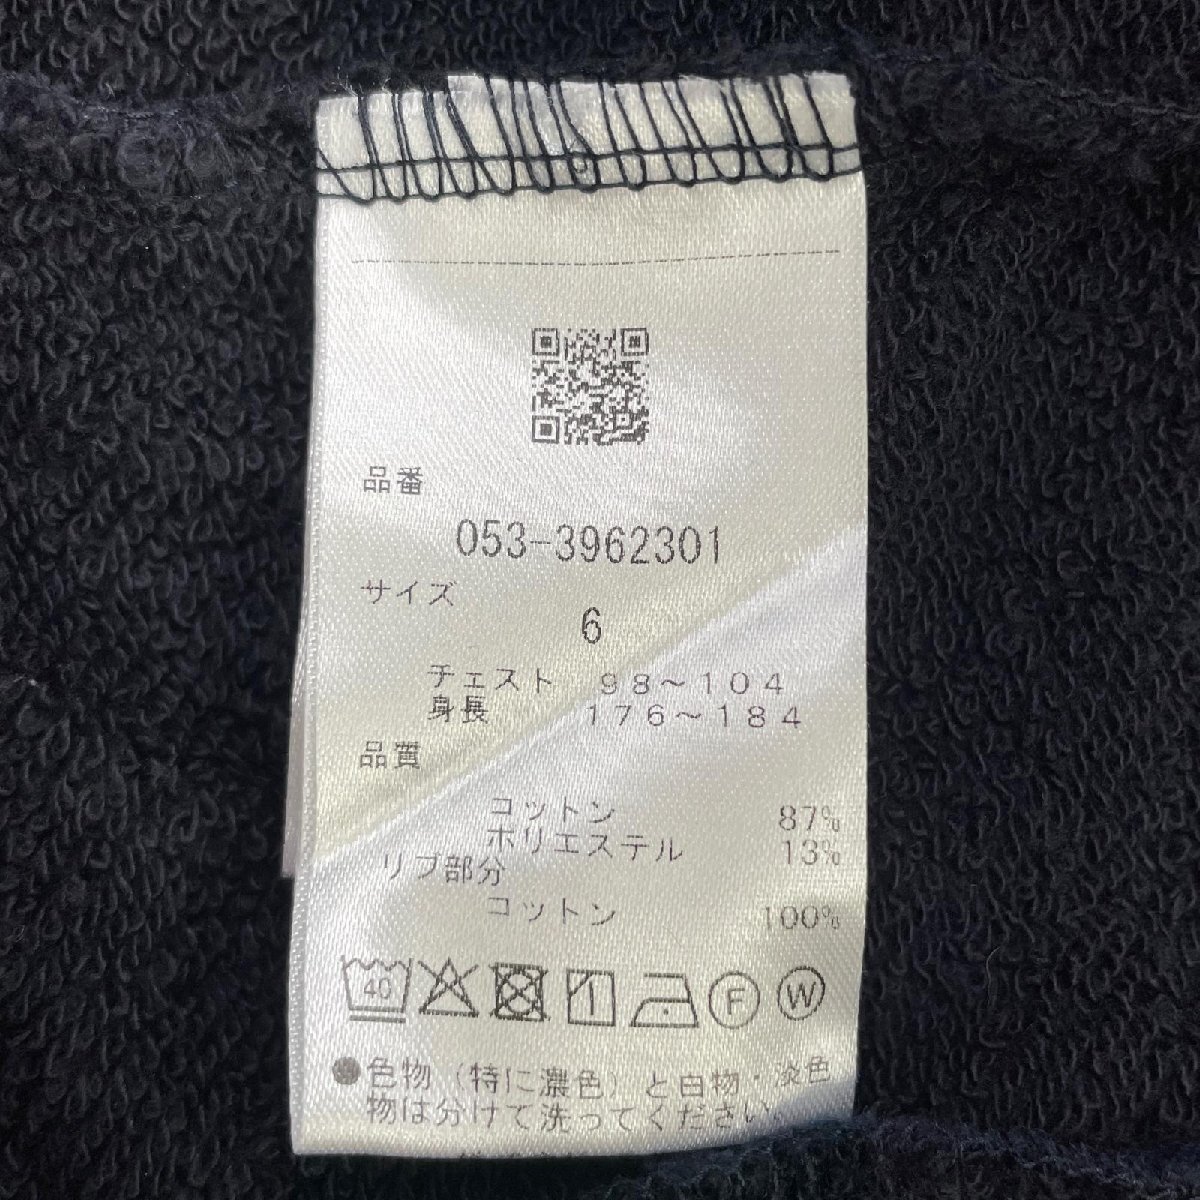 品番
053-3962301
サイズ
6
チェスト 98～104
身長 176～184
品質
コットン 87%
ポリエステル 13%
リブ部分
コットン 100%
40 F W
●色物（特に濃色）と白物・淡色
物は分けて洗ってください。